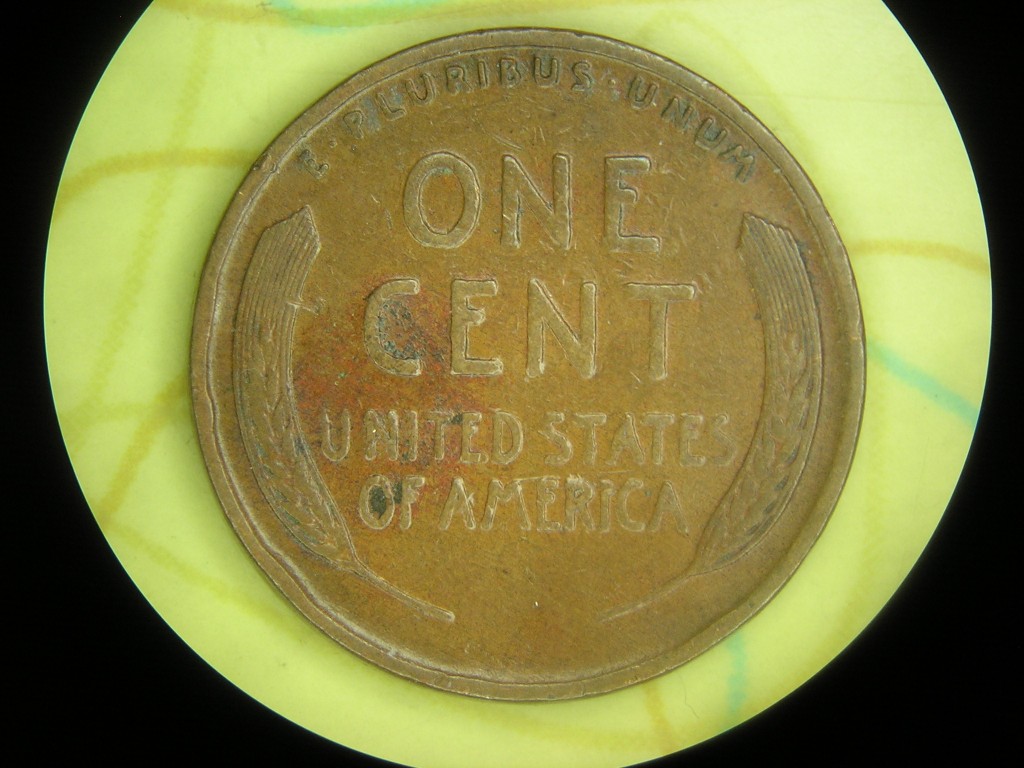 E·PLURIBUS·UNUM
ONE
CENT
UNITED STATES
OF AMERICA